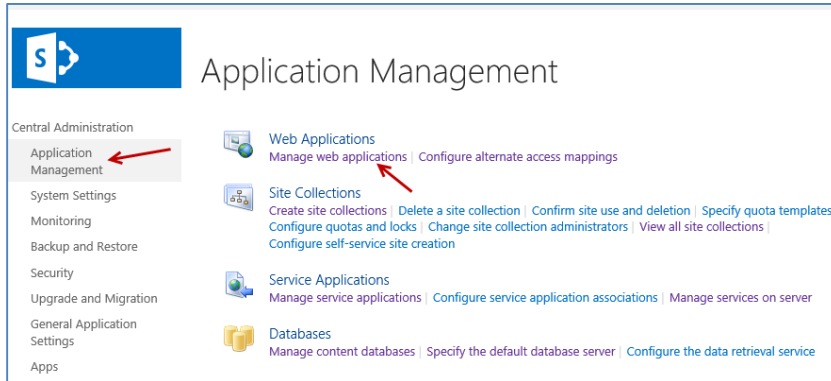 S
Application Management
Central Administration
Application
Management
System Settings
Monitoring
Backup and Restore
Security
Upgrade and Migration
General Application
Settings
Apps
Web Applications
Manage web applications | Configure alternate access mappings
Site Collections
Create site collections | Delete a site collection | Confirm site use and deletion | Specify quota templates
Configure quotas and locks | Change site collection administrators | View all site collections |
Configure self-service site creation
Service Applications
Manage service applications | Configure service application associations | Manage services on server
Databases
Manage content databases | Specify the default database server | Configure the data retrieval service